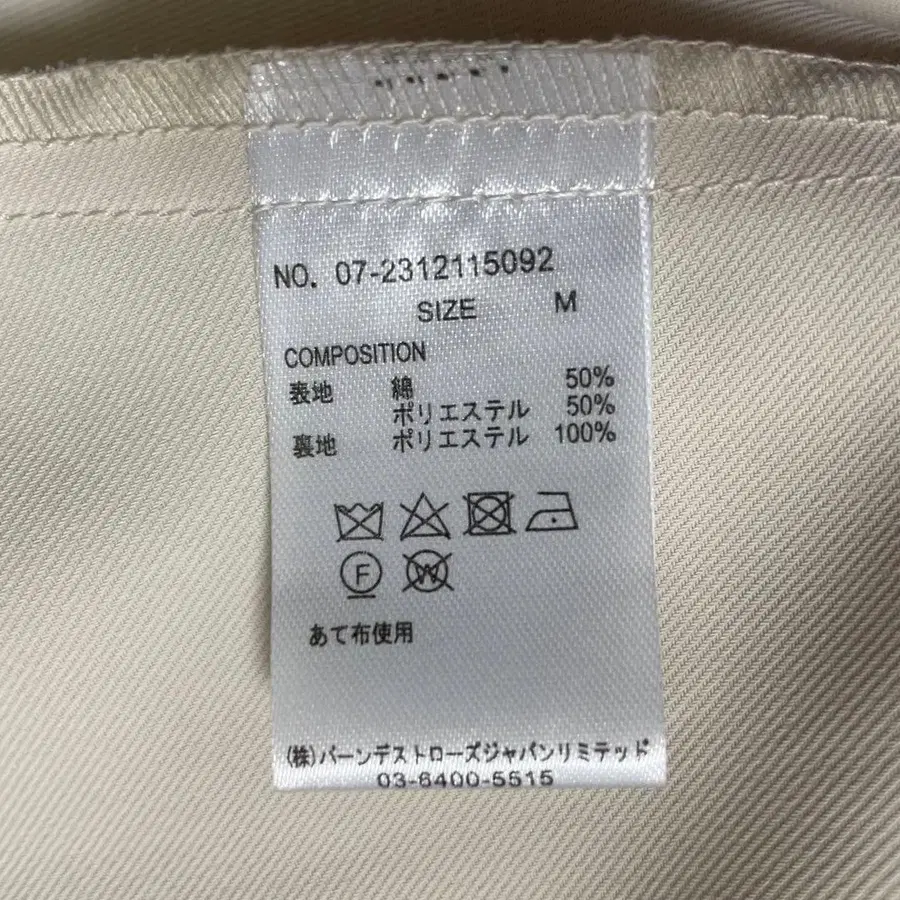 NO. 07-2312115092
SIZE M
COMPOSITION
表地 綿 50%
ポリエステル 50%
裏地 ポリエステル 100%
F W
あて布使用
(株)バーンデストローズジャパンリミテッド
03-6400-5515